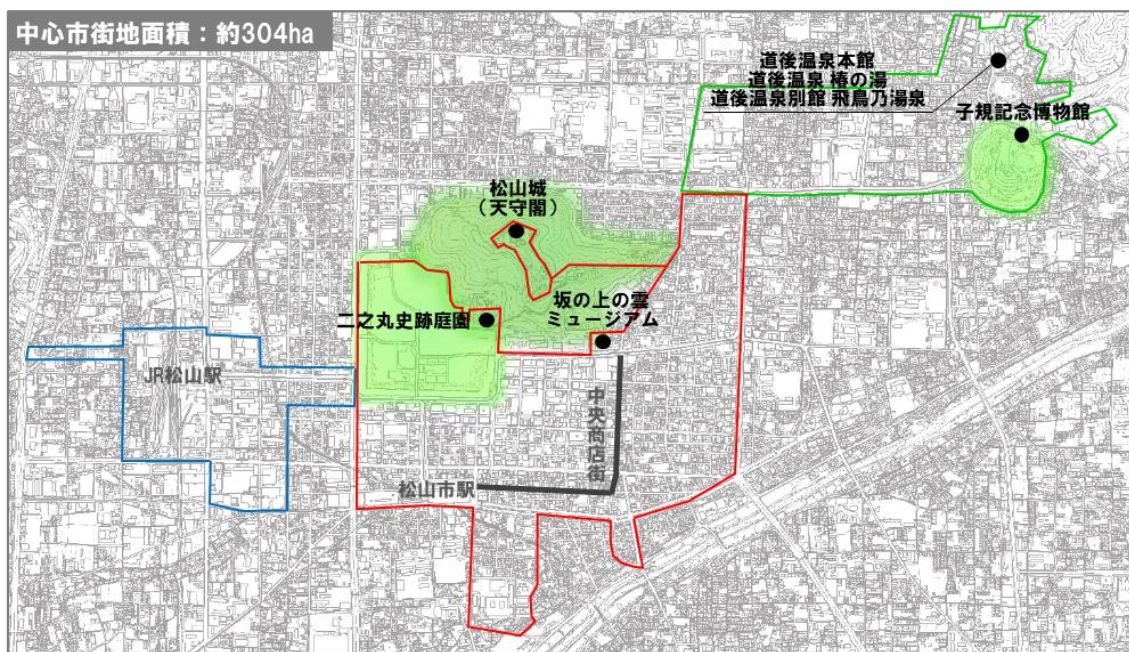 中心市街地面積：約304ha
道後温泉本館
道後温泉 椿の湯
道後温泉別館 飛鳥乃湯泉
子規記念博物館
松山城
（天守閣）
坂の上の雲
ミュージアム
二之丸史跡庭園
JR松山駅
中央商店街
松山市駅